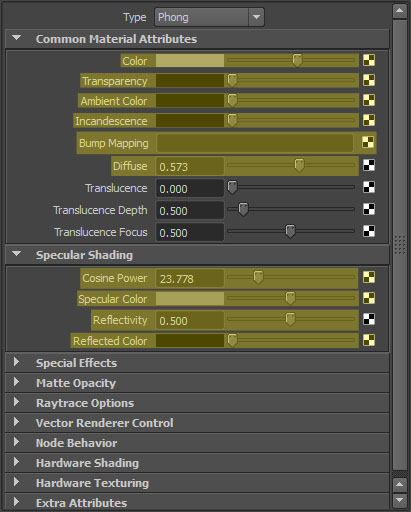 Type Phong
Common Material Attributes
Color
Transparency
Ambient Color
Incandescence
Bump Mapping
Diffuse 0.573
Translucence 0.000
Translucence Depth 0.500
Translucence Focus 0.500
Specular Shading
Cosine Power 23.778
Specular Color
Reflectivity 0.500
Reflected Color
Special Effects
Matte Opacity
Raytrace Options
Vector Renderer Control
Node Behavior
Hardware Shading
Hardware Texturing
Extra Attributes